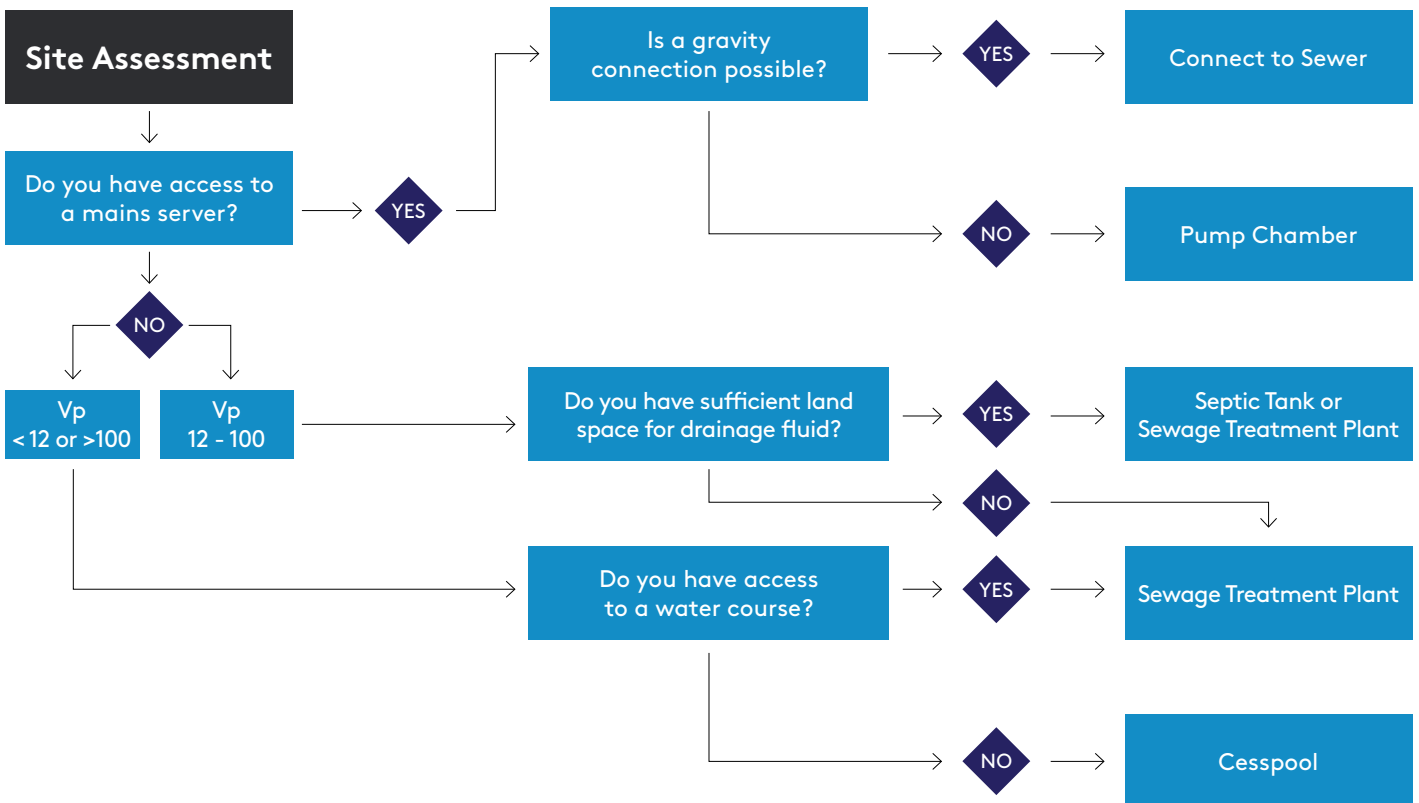 Site Assessment
Is a gravity
connection possible?
YES
Connect to Sewer
Do you have access to
a mains server?
YES
NO
Pump Chamber
NO
Vp
< 12 or >100
Vp
12 - 100
Do you have sufficient land
space for drainage fluid?
YES
Septic Tank or
Sewage Treatment Plant
NO
Do you have access
to a water course?
YES
Sewage Treatment Plant
NO
Cesspool